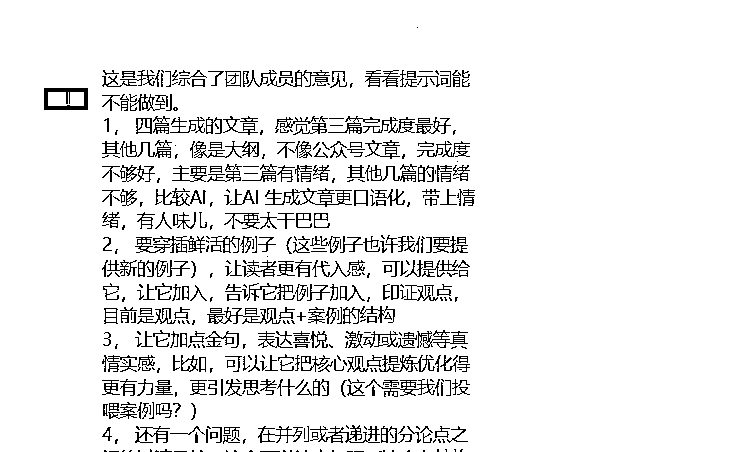 这是我们综合了团队成员的意见，看看提示词能
不能做到。
1， 四篇生成的文章，感觉第三篇完成度最好，
其他几篇，像是大纲，不像公众号文章，完成度
不够好，主要是第三篇有情绪，其他几篇的情绪
不够，比较AI，让AI 生成文章更口语化，带上情
绪，有人味儿，不要太干巴巴
2， 要穿插鲜活的例子（这些例子也许我们要提
供新的例子），让读者更有代入感，可以提供给
它，让它加入，告诉它把例子加入，印证观点，
目前是观点，最好是观点+案例的结构
3， 让它加点金句，表达喜悦、激动或遗憾等真
情实感，比如，可以让它把核心观点提炼优化得
更有力量，更引发思考什么的（这个需要我们投
喂案例吗？）
4， 还有一个问题，在并列或者递进的分论点之